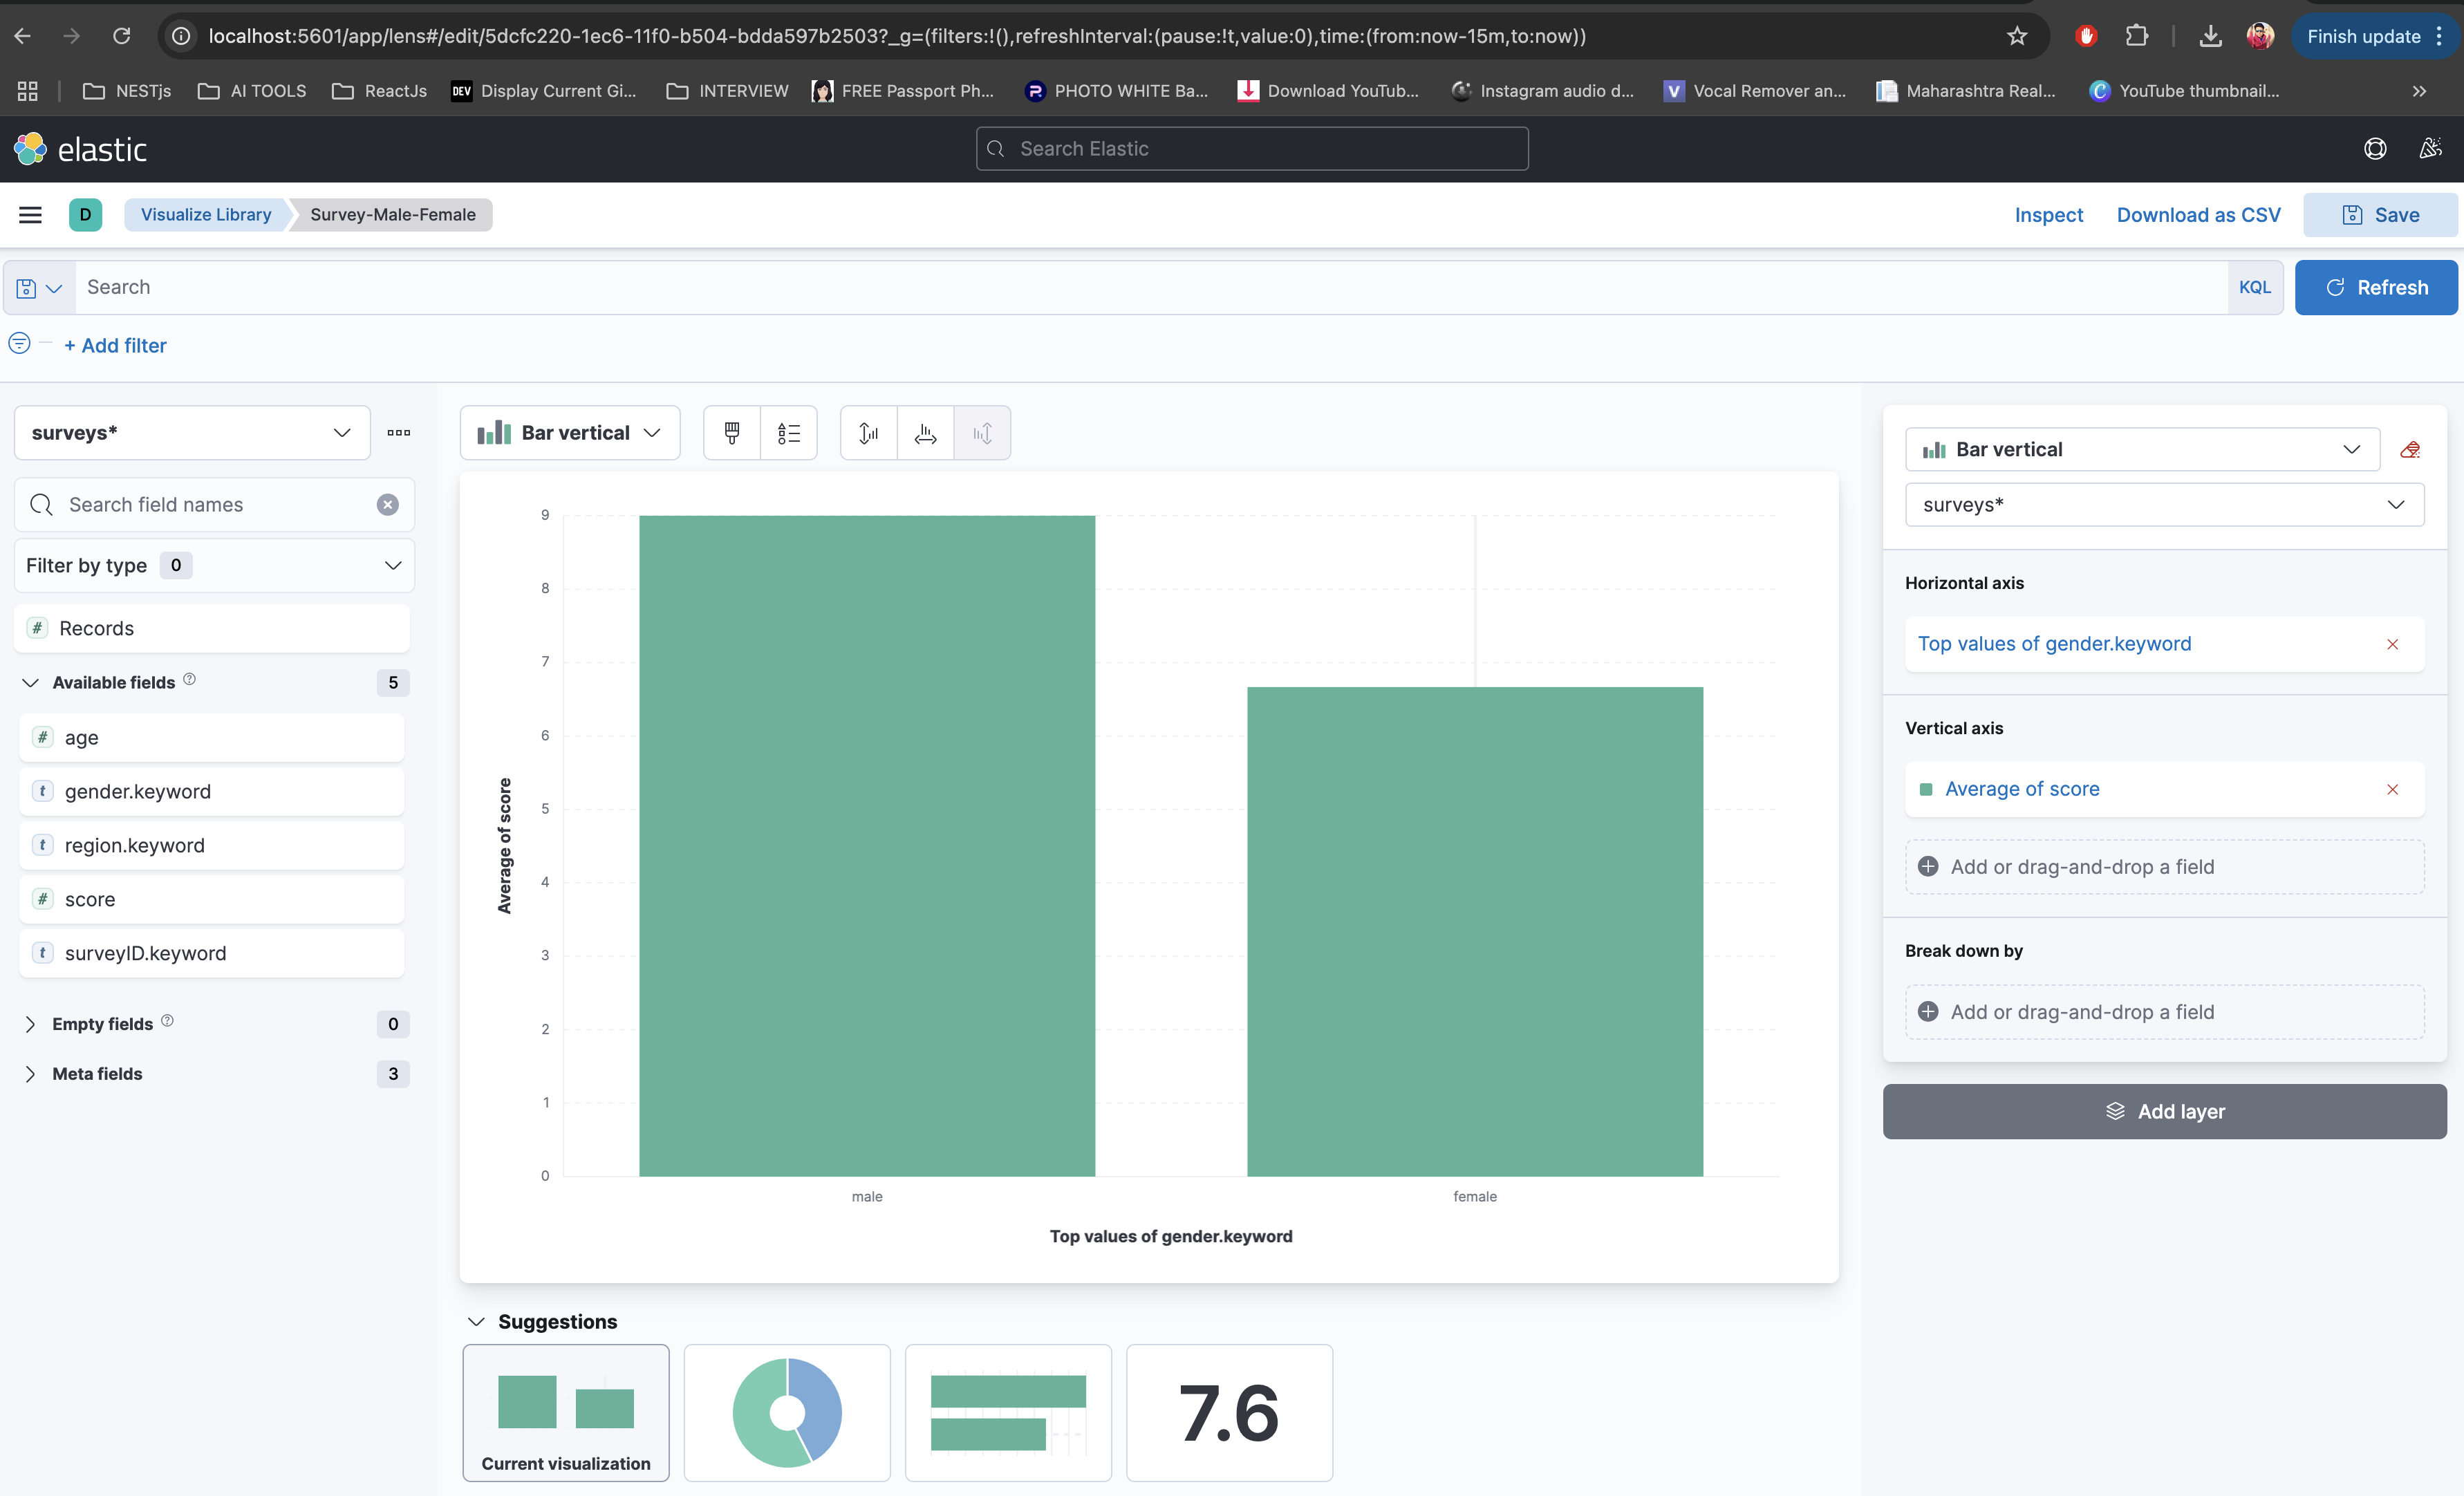 localhost:5601/app/lens#/edit/5dcfc220-1ec6-11f0-b504-bdda597b2503?_g=(filters:!(),refreshInterval:(pause:!t,value:0),time:(from:now-15m,to:now))
Finish update
NESTjs
AI TOOLS
ReactJs
DEV
Display Current Gi...
INTERVIEW
FREE Passport Ph...
PHOTO WHITE Ba...
Download YouTub...
Instagram audio d...
V
Vocal Remover an...
Maharashtra Real...
YouTube thumbnail...
elastic
Search Elastic
D
Visualize Library
Survey-Male-Female
Inspect
Download as CSV
Save
Search
KQL
Refresh
+ Add filter
surveys*
Search field names
Filter by type 0
# Records
Available fields 5
# age
t gender.keyword
t region.keyword
# score
t surveyID.keyword
Empty fields 0
Meta fields 3
Bar vertical
9
8
7
6
5
4
3
2
1
0
Average of score
male
female
Top values of gender.keyword
Suggestions
Current visualization
7.6
Bar vertical
surveys*
Horizontal axis
Top values of gender.keyword
Vertical axis
Average of score
Add or drag-and-drop a field
Break down by
Add or drag-and-drop a field
Add layer